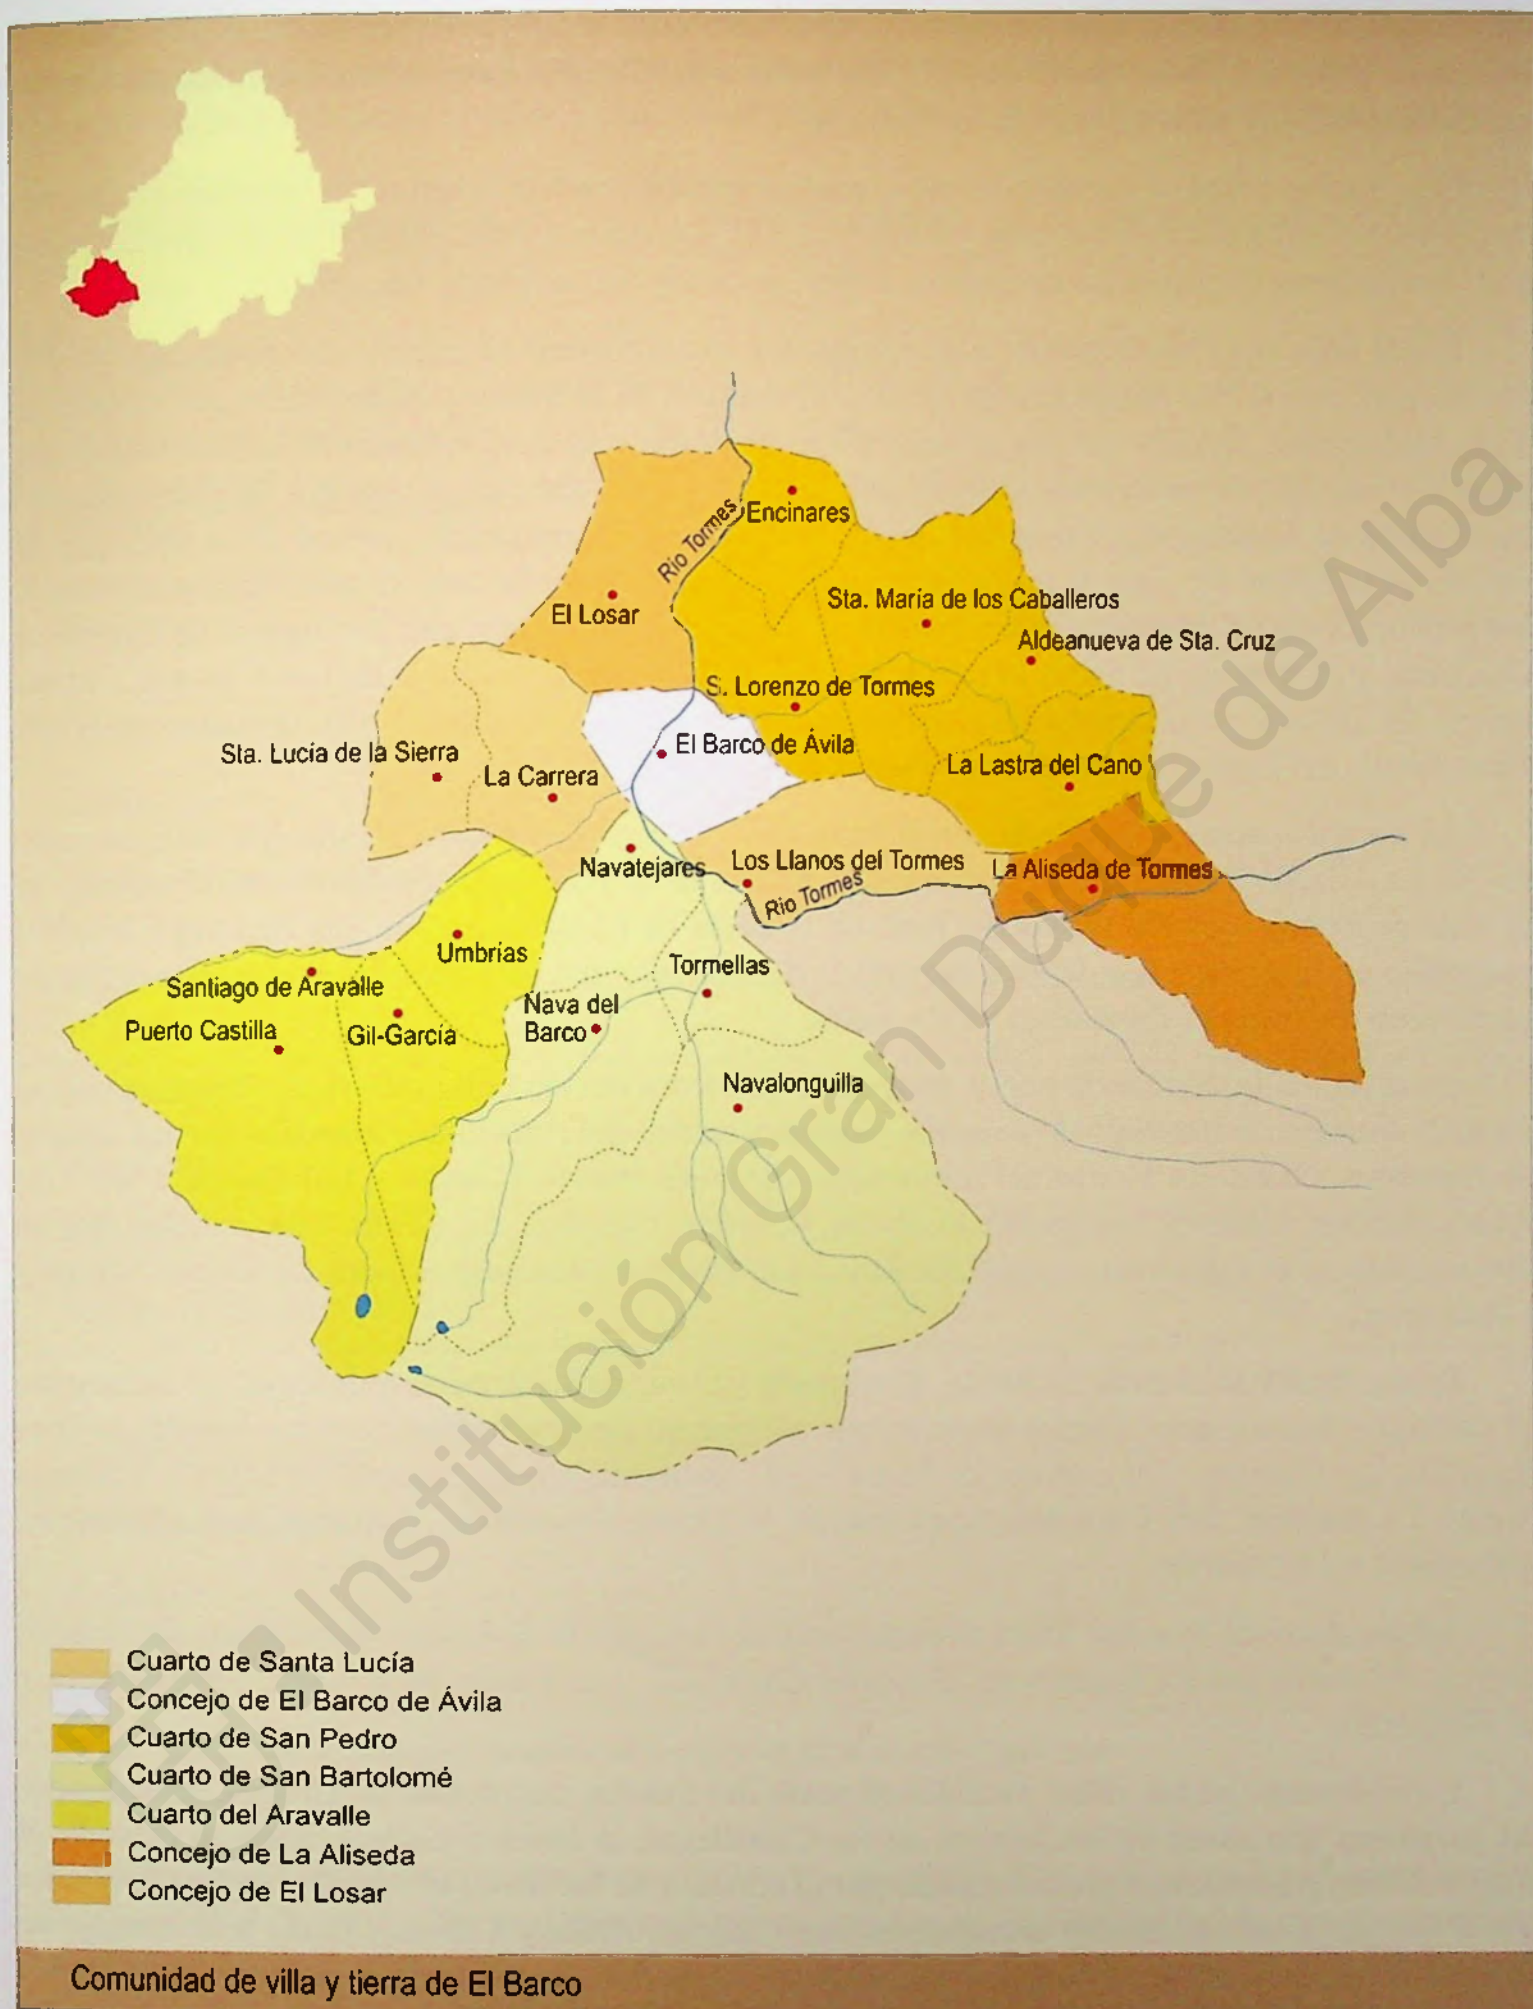 Encinares
Rio Tormes
El Losar
Sta. María de los Caballeros
Aldeanueva de Sta. Cruz
S. Lorenzo de Tormes
El Barco de Ávila
Sta. Lucía de la Sierra
La Carrera
La Lastra del Cano
Navatejares
Los Llanos del Tormes
La Aliseda de Tormes
Rio Tormes
Umbrías
Tormellas
Santiago de Aravalle
Nava del
Barco
Puerto Castilla
Gil-García
Navalonguilla
Institución Gran Duque de Alba
Cuarto de Santa Lucía
Concejo de El Barco de Ávila
Cuarto de San Pedro
Cuarto de San Bartolomé
Cuarto del Aravalle
Concejo de La Aliseda
Concejo de El Losar
Comunidad de villa y tierra de El Barco